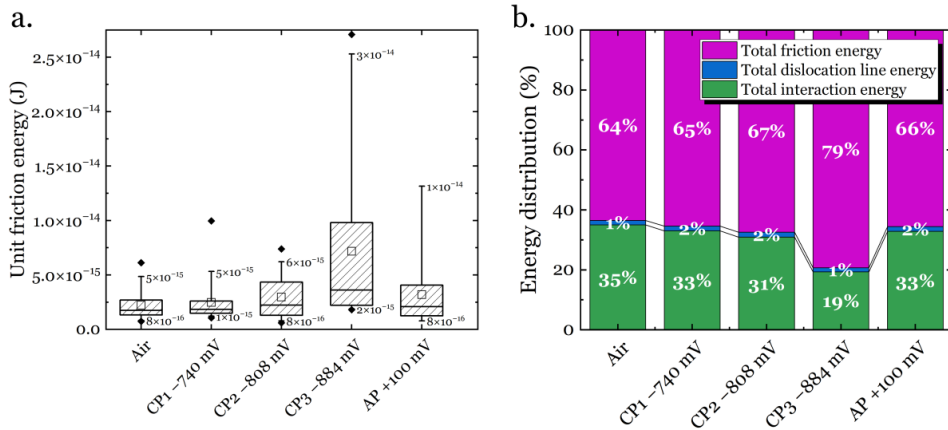 a.
Unit friction energy (J)
2.5×10⁻¹⁴
2.0×10⁻¹⁴
1.5×10⁻¹⁴
1.0×10⁻¹⁴
5.0×10⁻¹⁵
0.0
5×10⁻¹⁵
8×10⁻¹⁶
5×10⁻¹⁵
1×10⁻¹⁵
6×10⁻¹⁵
8×10⁻¹⁶
3×10⁻¹⁴
2×10⁻¹⁵
1×10⁻¹⁴
8×10⁻¹⁶
Air
CP1 −740 mV
CP2 −808 mV
CP3 −884 mV
AP +100 mV
b.
Energy distribution (%)
100
80
60
40
20
0
Total friction energy
Total dislocation line energy
Total interaction energy
64%
65%
67%
79%
66%
1%
2%
2%
1%
2%
35%
33%
31%
19%
33%
Air
CP1 −740 mV
CP2 −808 mV
CP3 −884 mV
AP +100 mV